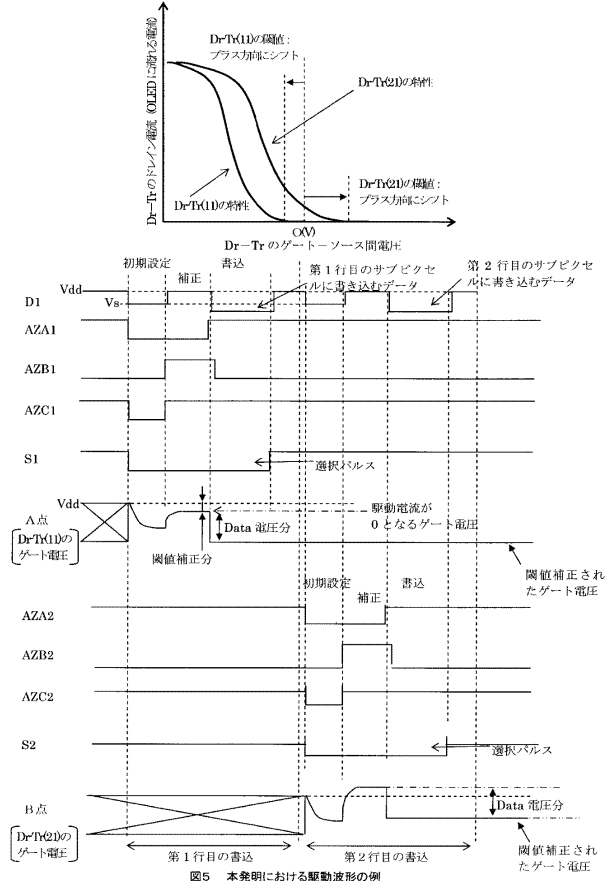 Dr-Tr(11)の閾値：
プラス方向にシフト
Dr-Tr(21)の特性
Dr-Tr(21)の閾値：
プラス方向にシフト
Dr-Tr(11)の特性
Dr－Trのドレイン電流（OLEDに流れる電流）
O(V)
Dr－Trのゲート－ソース間電圧
初期設定
補正
書込
第1行目のサブピクセ
ルに書き込むデータ
第2行目のサブピクセ
ルに書き込むデータ
Vdd
D1
Vs
AZA1
AZB1
AZC1
S1
選択パルス
Vdd
A点
Dr-Tr(11)の
ゲート電圧
閾値補正分
Data 電圧分
駆動電流が
0となるゲート電圧
閾値補正され
たゲート電圧
初期設定
補正
書込
AZA2
AZB2
AZC2
S2
選択パルス
B点
Dr-Tr(21)の
ゲート電圧
Data 電圧分
閾値補正され
たゲート電圧
第1行目の書込
第2行目の書込
図5 本発明における駆動波形の例